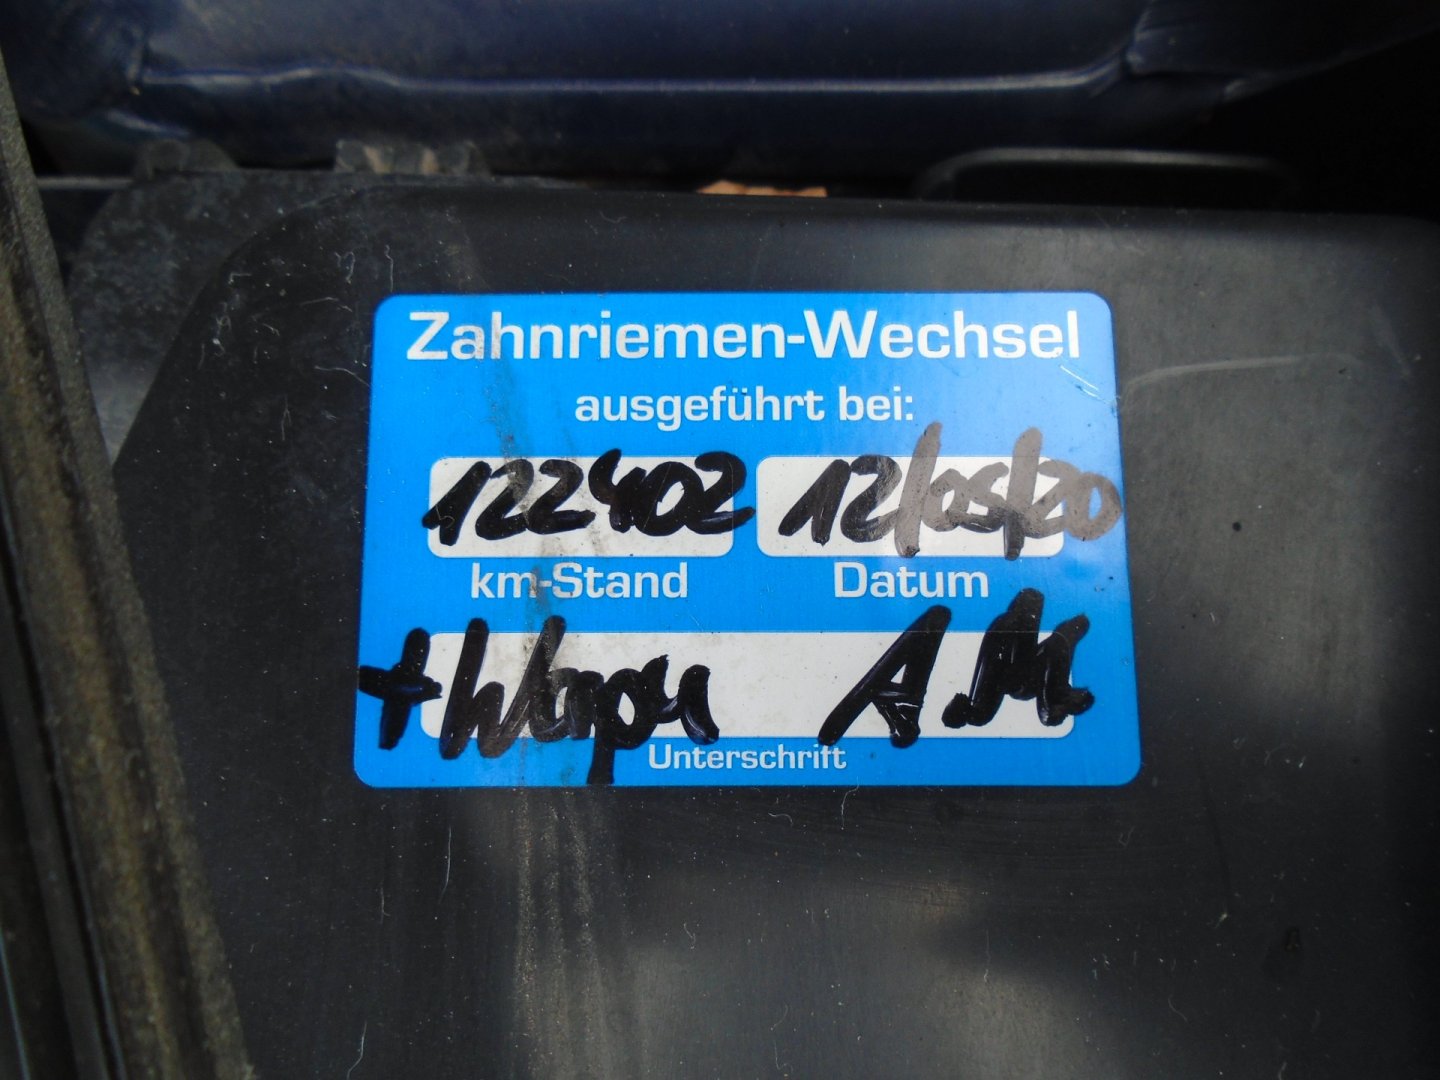 Zahnriemen-Wechsel
ausgeführt bei:
122402 12/05/20
km-Stand Datum
+ Wapu A.M.
Unterschrift